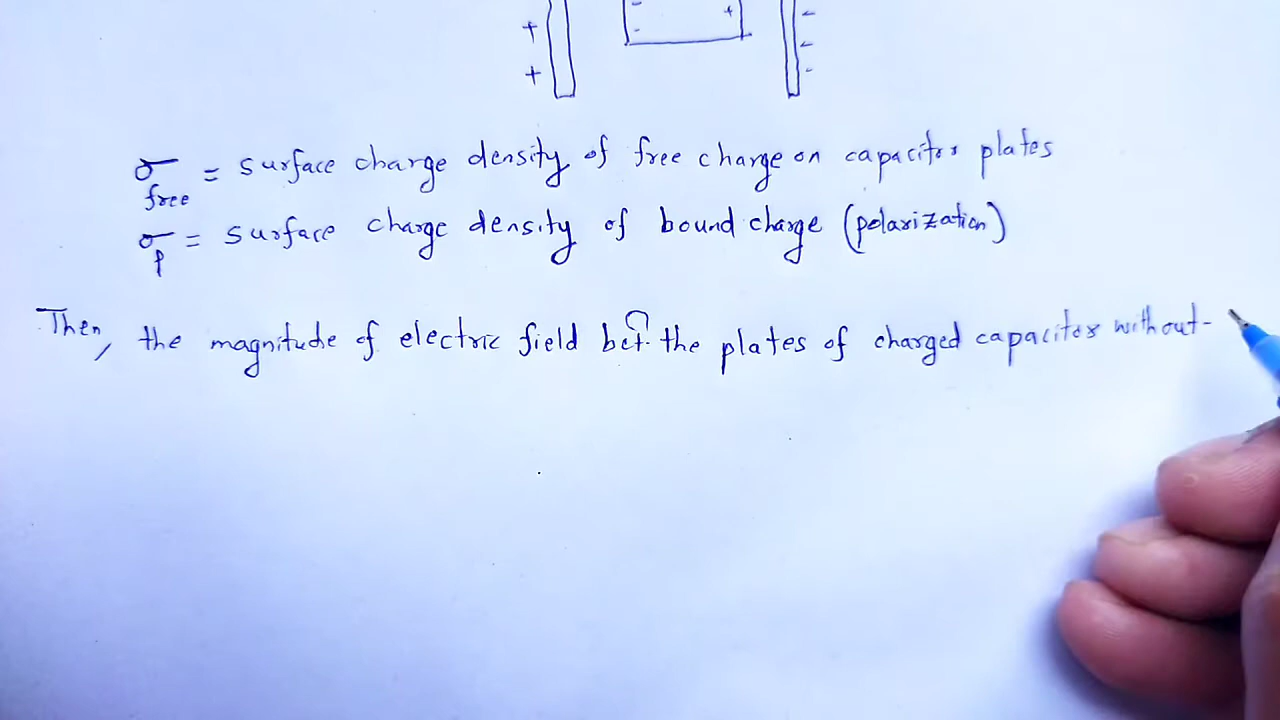 + - + -
-
+ - -
σ = surface charge density of free charge on capacitor plates
free
σp = surface charge density of bound charge (polarization)
Then, the magnitude of electric field bet. the plates of charged capacitor without